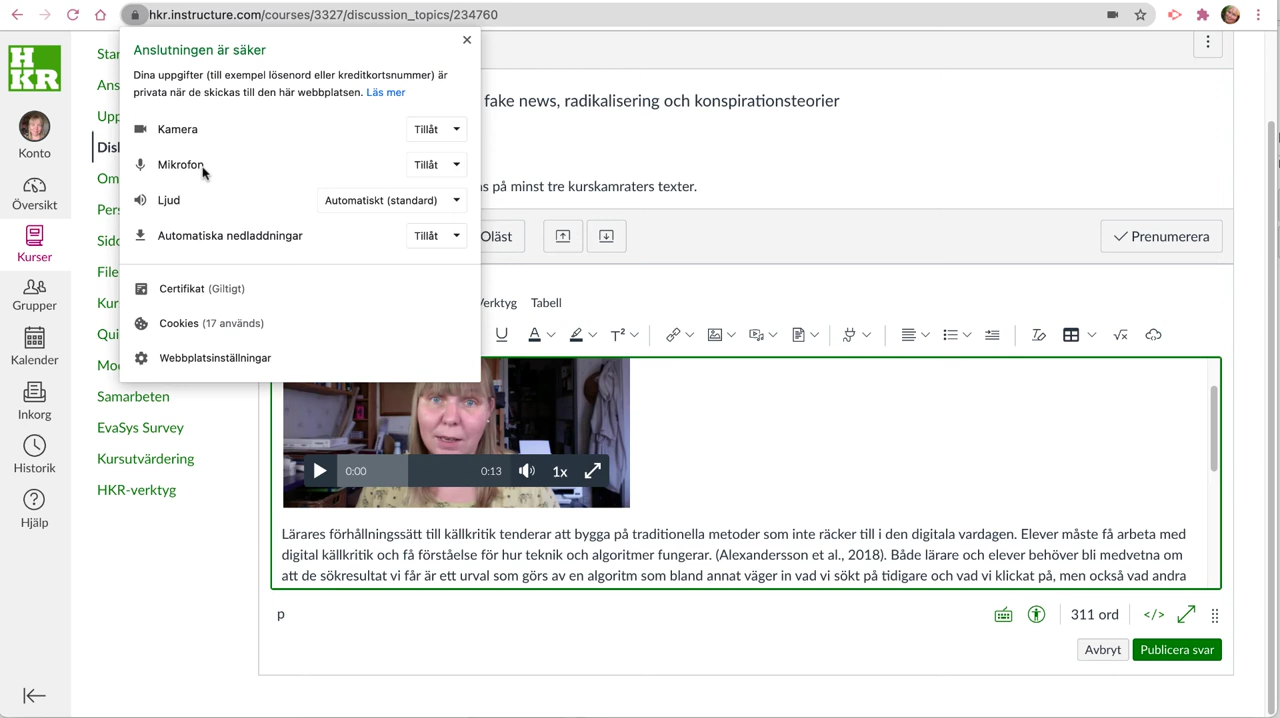 hkr.instructure.com/courses/3327/discussion_topics/234760
HKR
Konto
Översikt
Kurser
Grupper
Kalender
Inkorg
Historik
Hjälp
Samarbeten
EvaSys Survey
Kursutvärdering
HKR-verktyg
Anslutningen är säker
Dina uppgifter (till exempel lösenord eller kreditkortsnummer) är
privata när de skickas till den här webbplatsen. Läs mer
Kamera Tillåt
Mikrofon Tillåt
Ljud Automatiskt (standard)
Automatiska nedladdningar Tillåt
Certifikat (Giltigt)
Cookies (17 används)
Webbplatsinställningar
fake news, radikalisering och konspirationsteorier
på minst tre kurskamraters texter.
Oläst
Prenumerera
Verktyg Tabell
0:00 0:13 1x
Lärares förhållningssätt till källkritik tenderar att bygga på traditionella metoder som inte räcker till i den digitala vardagen. Elever måste få arbeta med
digital källkritik och få förståelse för hur teknik och algoritmer fungerar. (Alexandersson et al., 2018). Både lärare och elever behöver bli medvetna om
att de sökresultat vi får är ett urval som görs av en algoritm som bland annat väger in vad vi sökt på tidigare och vad vi klickat på, men också vad andra
p
311 ord
</>
Avbryt Publicera svar